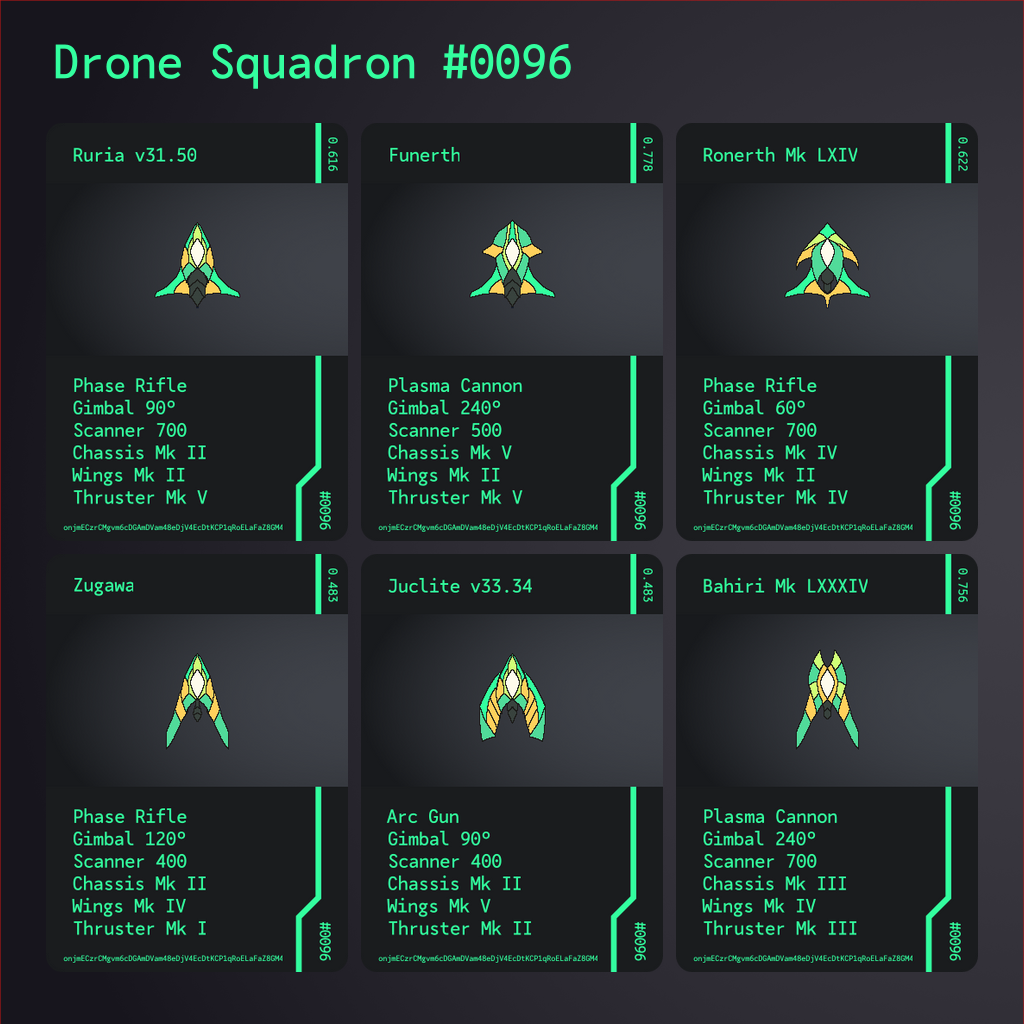 Drone Squadron #0096
Ruria v31.50
0.616
Phase Rifle
Gimbal 90º
Scanner 700
Chassis Mk II
Wings Mk II
Thruster Mk V
#0096
onjmECzrCMgvm6cDGAmDVam48eDjV4EcDtKCP1qRoELaFaZ8GM4
Funerth
0.778
Plasma Cannon
Gimbal 240º
Scanner 500
Chassis Mk V
Wings Mk II
Thruster Mk V
#0096
onjmECzrCMgvm6cDGAmDVam48eDjV4EcDtKCP1qRoELaFaZ8GM4
Ronerth Mk LXIV
0.622
Phase Rifle
Gimbal 60º
Scanner 700
Chassis Mk IV
Wings Mk II
Thruster Mk IV
#0096
onjmECzrCMgvm6cDGAmDVam48eDjV4EcDtKCP1qRoELaFaZ8GM4
Zugawa
0.483
Phase Rifle
Gimbal 120º
Scanner 400
Chassis Mk II
Wings Mk IV
Thruster Mk I
#0096
onjmECzrCMgvm6cDGAmDVam48eDjV4EcDtKCP1qRoELaFaZ8GM4
Juclite v33.34
0.483
Arc Gun
Gimbal 90º
Scanner 400
Chassis Mk II
Wings Mk V
Thruster Mk II
#0096
onjmECzrCMgvm6cDGAmDVam48eDjV4EcDtKCP1qRoELaFaZ8GM4
Bahiri Mk LXXXIV
0.756
Plasma Cannon
Gimbal 240º
Scanner 700
Chassis Mk III
Wings Mk IV
Thruster Mk III
#0096
onjmECzrCMgvm6cDGAmDVam48eDjV4EcDtKCP1qRoELaFaZ8GM4